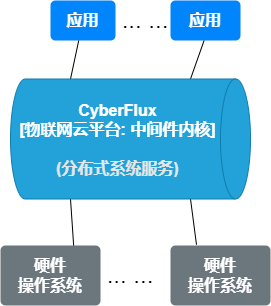 应用 … … 应用
CyberFlux
[物联网云平台: 中间件内核]
(分布式系统服务)
硬件 硬件
操作系统 … … 操作系统